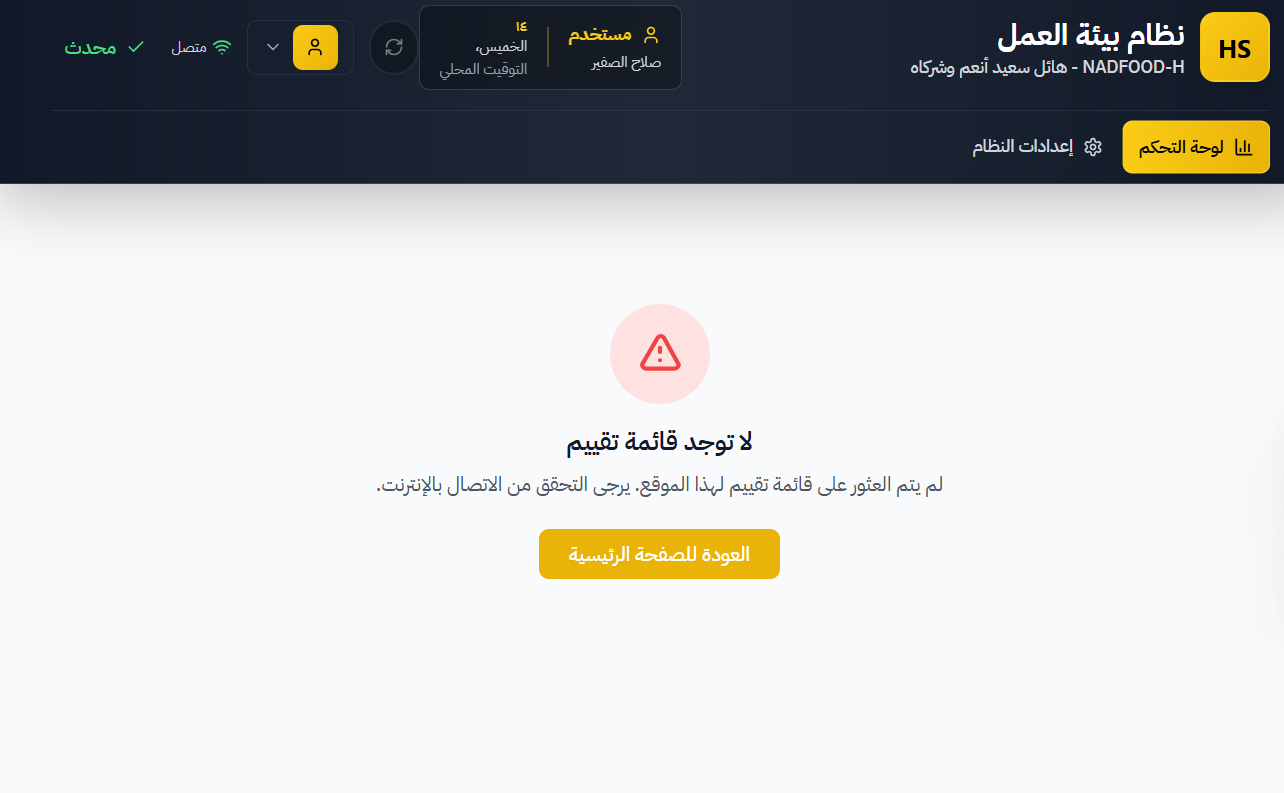 HS
نظام بيئة العمل
NADFOOD-H - هائل سعيد أنعم وشركاه
مستخدم
صلاح الصفير
١٤
الخميس،
التوقيت المحلي
متصل
محدث
لوحة التحكم
إعدادات النظام
لا توجد قائمة تقييم
لم يتم العثور على قائمة تقييم لهذا الموقع. يرجى التحقق من الاتصال بالإنترنت.
العودة للصفحة الرئيسية